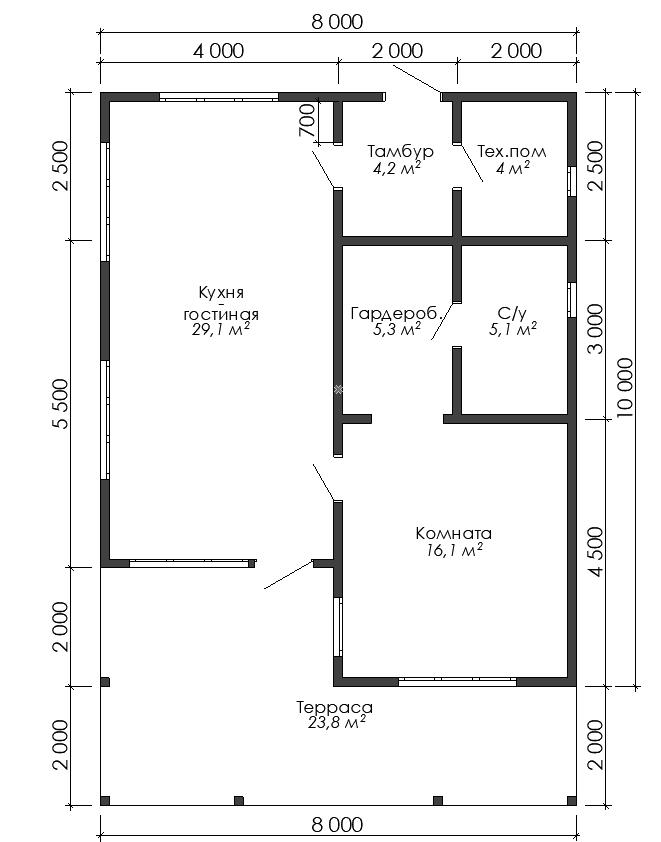 8 000
4 000
2 000
2 000
700
2 500
Тамбур
4,2 м²
Тех.пом
4 м²
2 500
Кухня
-
гостиная
29,1 м²
Гардероб.
5,3 м²
С/у
5,1 м²
3 000
10 000
5 500
Комната
16,1 м²
4 500
2 000
Терраса
23,8 м²
2 000
2 000
8 000